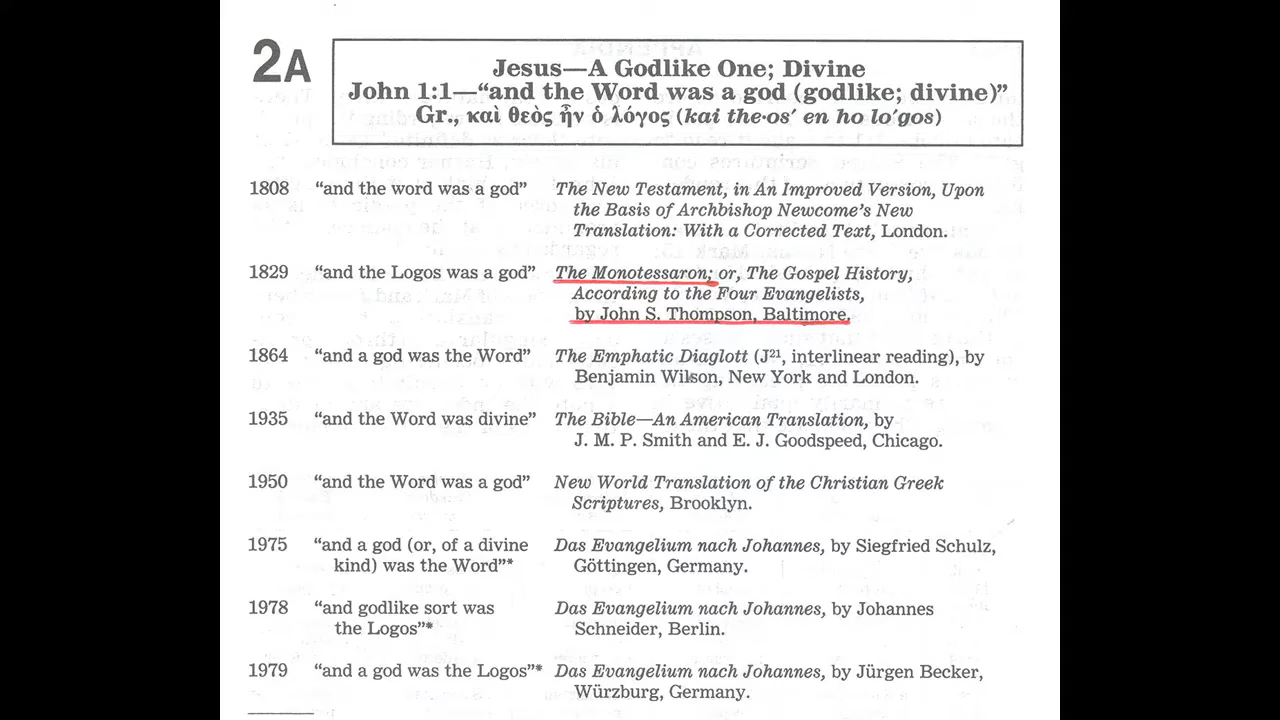 2A
Jesus—A Godlike One; Divine
John 1:1—“and the Word was a god (godlike; divine)”
Gr., καὶ θεὸς ἦν ὁ λόγος (kai the·os′ en ho lo′gos)
1808 “and the word was a god” The New Testament, in An Improved Version, Upon
the Basis of Archbishop Newcome’s New
Translation: With a Corrected Text, London.
1829 “and the Logos was a god” The Monotessaron; or, The Gospel History,
According to the Four Evangelists,
by John S. Thompson, Baltimore.
1864 “and a god was the Word” The Emphatic Diaglott (J²¹, interlinear reading), by
Benjamin Wilson, New York and London.
1935 “and the Word was divine” The Bible—An American Translation, by
J. M. P. Smith and E. J. Goodspeed, Chicago.
1950 “and the Word was a god” New World Translation of the Christian Greek
Scriptures, Brooklyn.
1975 “and a god (or, of a divine Das Evangelium nach Johannes, by Siegfried Schulz,
kind) was the Word”* Göttingen, Germany.
1978 “and godlike sort was Das Evangelium nach Johannes, by Johannes
the Logos”* Schneider, Berlin.
1979 “and a god was the Logos”* Das Evangelium nach Johannes, by Jürgen Becker,
Würzburg, Germany.